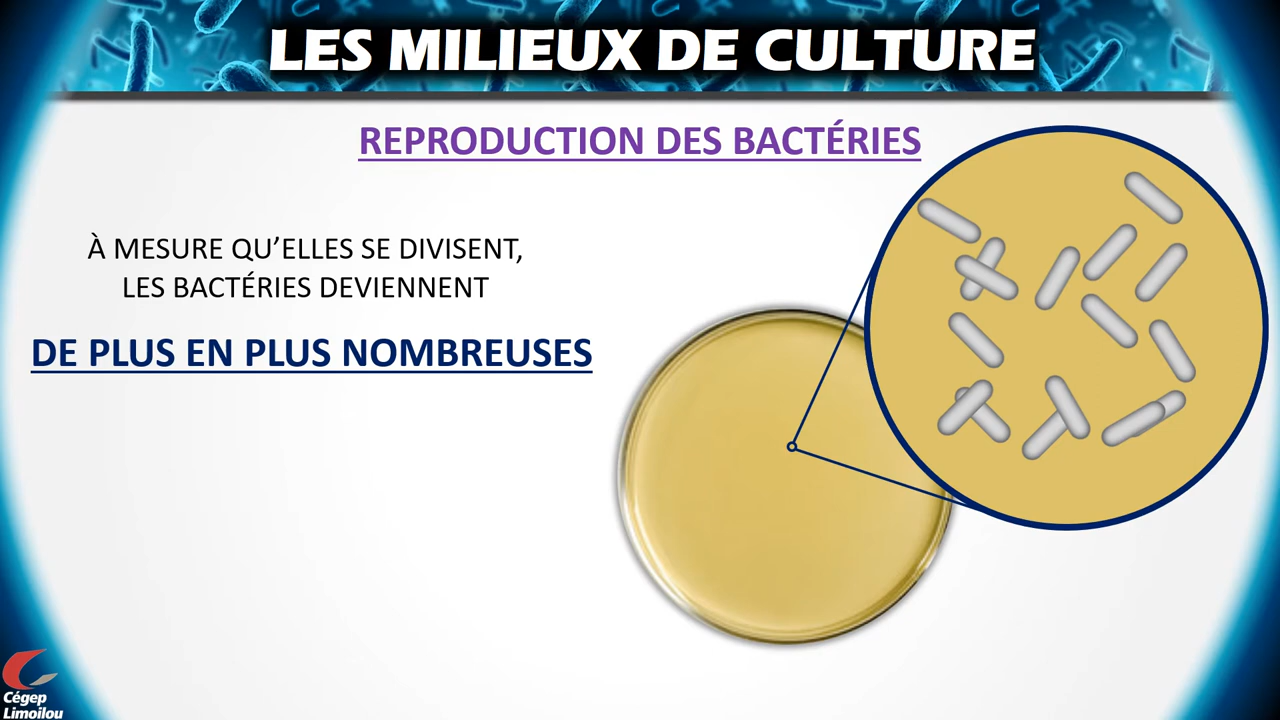 LES MILIEUX DE CULTURE
REPRODUCTION DES BACTÉRIES
À MESURE QU’ELLES SE DIVISENT,
LES BACTÉRIES DEVIENNENT
DE PLUS EN PLUS NOMBREUSES
Cégep
Limoilou